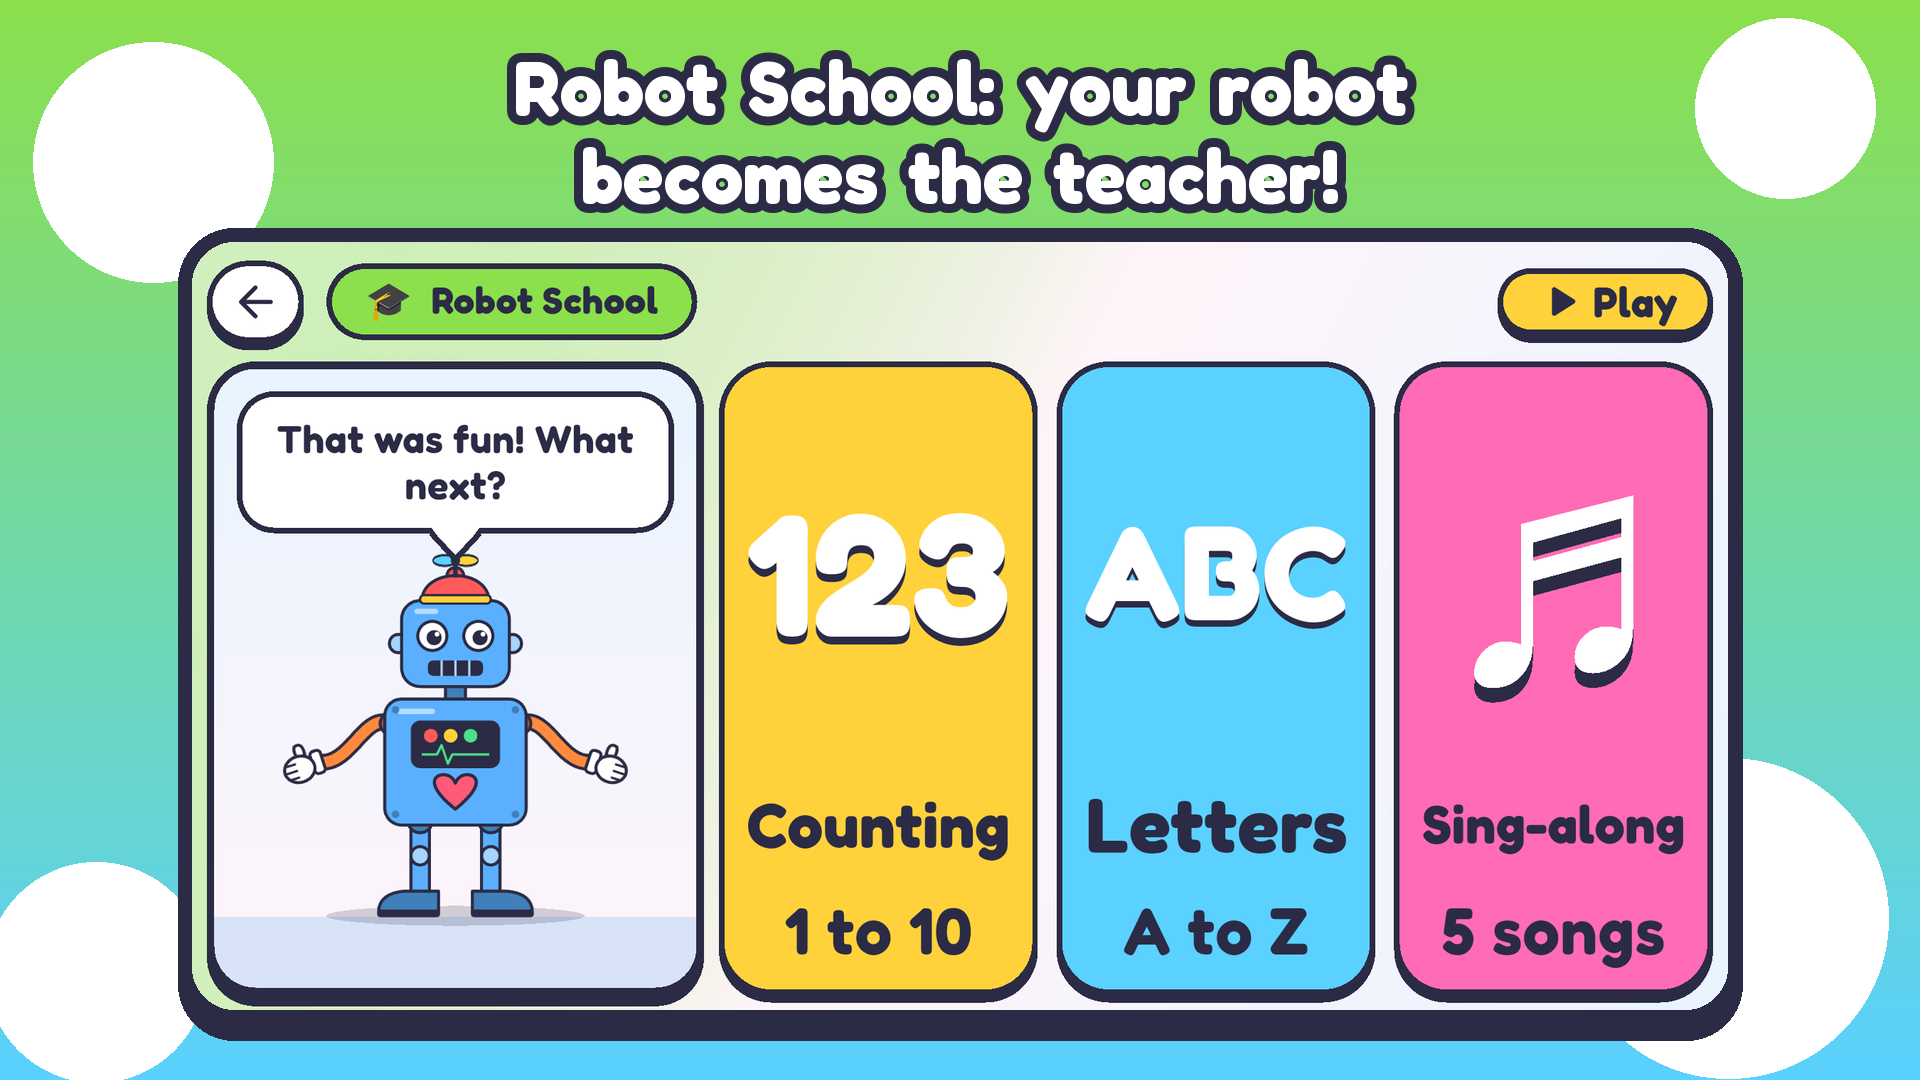 Robot School: your robot
becomes the teacher!
Robot School
Play
That was fun! What
next?
123
Counting
1 to 10
ABC
Letters
A to Z
Sing-along
5 songs